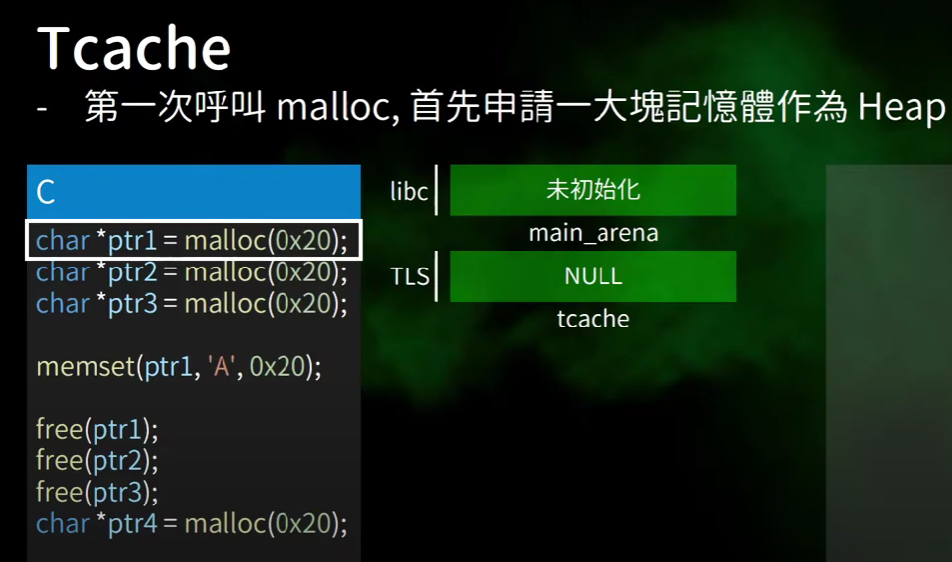 Tcache
- 第一次呼叫 malloc, 首先申請一大塊記憶體作為 Heap
C
char *ptr1 = malloc(0x20);
char *ptr2 = malloc(0x20);
char *ptr3 = malloc(0x20);
memset(ptr1, 'A', 0x20);
free(ptr1);
free(ptr2);
free(ptr3);
char *ptr4 = malloc(0x20);
libc
未初始化
main_arena
TLS
NULL
tcache